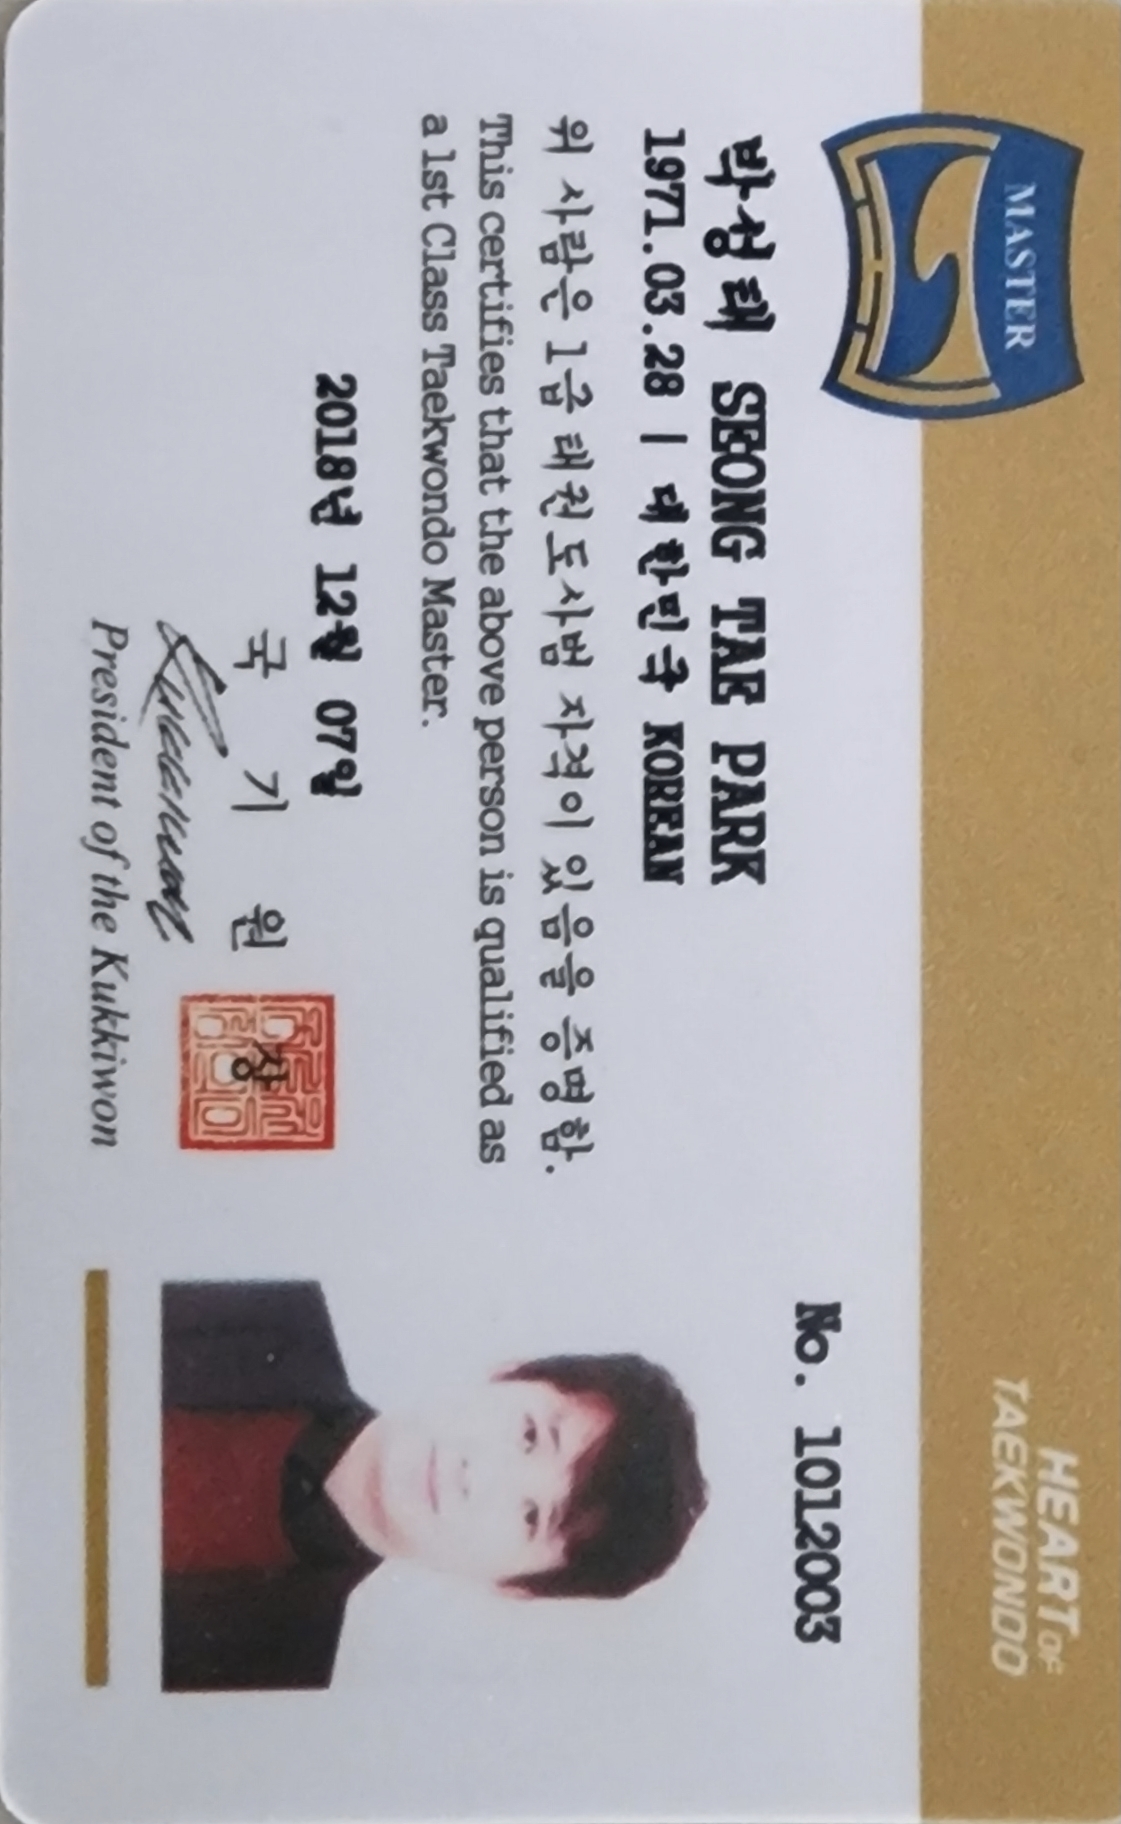 MASTER
HEART OF
TAEKWONDO
No. 1012003
박성태 SEONG TAE PARK
1971.03.28 | 대한민국 KOREAN
위 사람은 1급 태권도사범 자격이 있음을 증명함.
This certifies that the above person is qualified as
a 1st Class Taekwondo Master.
2018년 12월 07일
국 기 원 장
President of the Kukkiwon